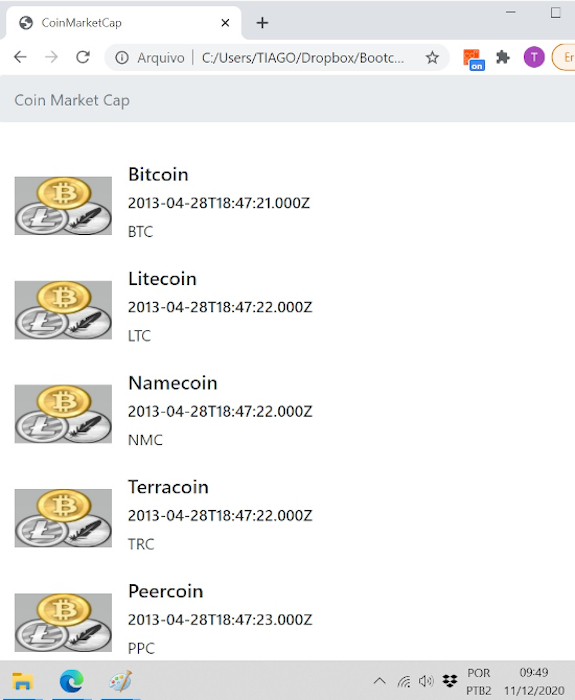 CoinMarketCap
Arquivo | C:/Users/TIAGO/Dropbox/Bootc...
on
T
Er
Coin Market Cap
Bitcoin
2013-04-28T18:47:21.000Z
BTC
Litecoin
2013-04-28T18:47:22.000Z
LTC
Namecoin
2013-04-28T18:47:22.000Z
NMC
Terracoin
2013-04-28T18:47:22.000Z
TRC
Peercoin
2013-04-28T18:47:23.000Z
PPC
POR 09:49
PTB2 11/12/2020